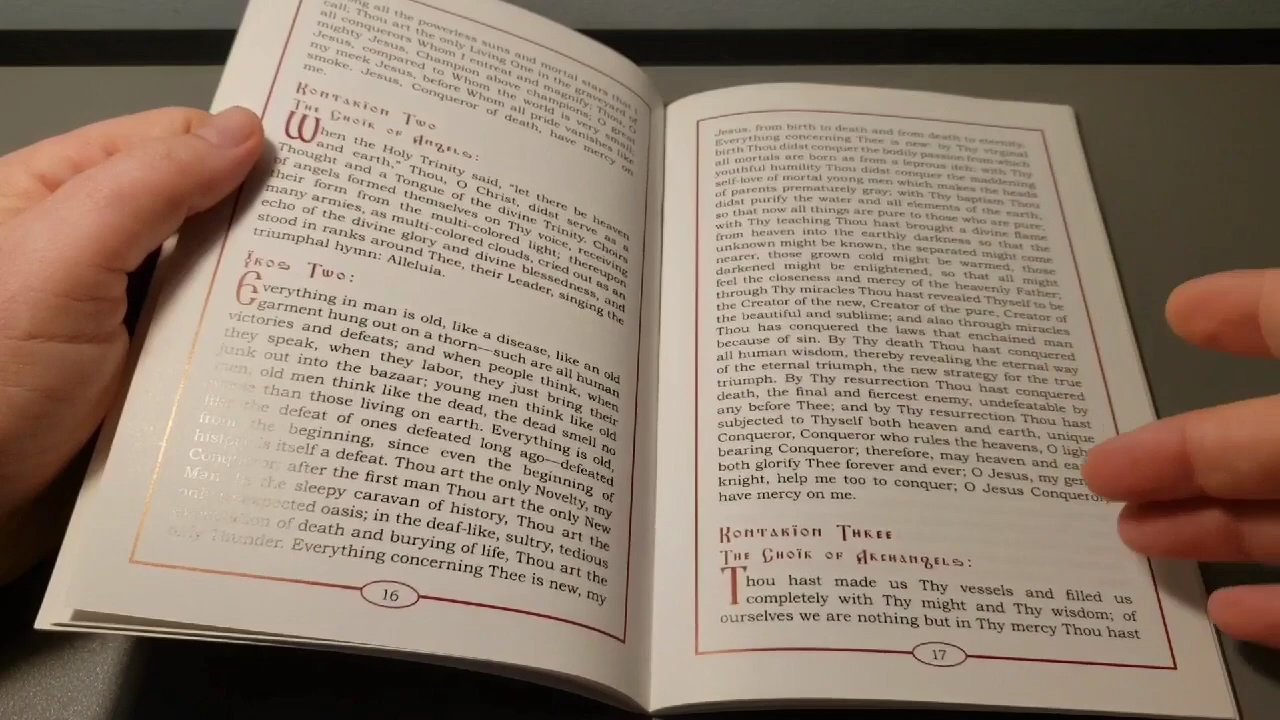 all the powerless suns and mortal stars that I
call; Thou art the only Living One in the graveyard of
all conquerors Whom I entreat and magnify; Thou, O
mighty Jesus, Champion above champions; O great
Jesus, compared to Whom the world is very small;
my meek Jesus, before Whom all pride vanishes like
smoke. Jesus, Conqueror of death, have mercy on
me.
Kontakion Two
The Choir of Angels:
When the Holy Trinity said, "let there be heaven
and earth," Thou, O Christ, didst serve as a
Thought and a Tongue of the divine Trinity. Choirs
of angels formed themselves on Thy voice, receiving
their form from the multi-colored light; thereupon
many armies, as multi-colored clouds, cried out as an
echo of the divine glory and divine blessedness, and
stood in ranks around Thee, their Leader, singing the
triumphal hymn: Alleluia.
Ikos Two:
Everything in man is old, like a disease, like an old
garment hung out on a thorn—such are all human
victories and defeats; and when people think, when
they speak, when they labor, they just bring their
junk out into the bazaar; young men think like old
men, old men think like the dead, the dead smell no
worse than those living on earth. Everything is old,
like the defeat of ones defeated long ago—defeated
from the beginning, since even the beginning of
history is itself a defeat. Thou art the only Novelty, my
Conqueror; after the first man Thou art the only New
Man; in the sleepy caravan of history, Thou art the
only expected oasis; in the deaf-like, sultry, tedious
of death and burying of life, Thou art the
only Thunder. Everything concerning Thee is new, my
16
Jesus, from birth to death and from death to eternity.
Everything concerning Thee is new: by Thy virginal
birth Thou didst conquer the bodily passion from which
all mortals are born as from a leprous itch; with Thy
youthful humility Thou didst conquer the maddening
self-love of mortal young men which makes the heads
of parents prematurely gray; with Thy baptism Thou
didst purify the water and all elements of the earth,
so that now all things are pure to those who are pure;
with Thy teaching Thou hast brought a divine flame
from heaven into the earthly darkness so that the
unknown might be known, the separated might come
nearer, those grown cold might be warmed, those
darkened might be enlightened, so that all might
feel the closeness and mercy of the heavenly Father;
through Thy miracles Thou hast revealed Thyself to be
the Creator of the new, Creator of the pure, Creator of
the beautiful and sublime; and also through miracles
Thou has conquered the laws that enchained man
because of sin. By Thy death Thou hast conquered
all human wisdom, thereby revealing the eternal way
of the eternal triumph, the new strategy for the true
triumph. By Thy resurrection Thou hast conquered
death, the final and fiercest enemy, undefeatable by
any before Thee; and by Thy resurrection Thou hast
subjected to Thyself both heaven and earth, unique
Conqueror, Conqueror who rules the heavens, O
bearing Conqueror; therefore, may heaven and
both glorify Thee forever and ever; O Jesus, my
knight, help me too to conquer; O Jesus Conqueror,
have mercy on me.
Kontakion Three
The Choir of Archangels:
Thou hast made us Thy vessels and filled us
completely with Thy might and Thy wisdom; of
ourselves we are nothing but in Thy mercy Thou hast
17